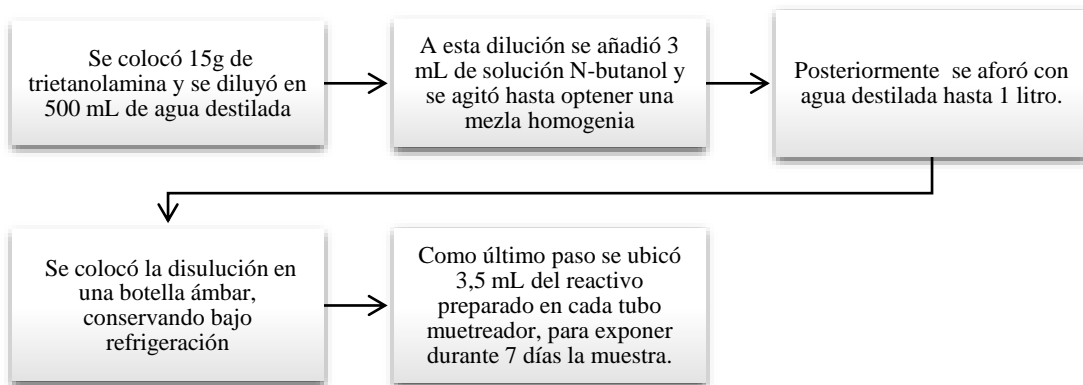 Se colocó 15g de
trietanolamina y se diluyó en
500 mL de agua destilada
A esta dilución se añadió 3
mL de solución N-butanol y
se agitó hasta optener una
mezla homogenia
Posteriormente se aforó con
agua destilada hasta 1 litro.
Se colocó la disulución en
una botella ámbar,
conservando bajo
refrigeración
Como último paso se ubicó
3,5 mL del reactivo
preparado en cada tubo
muetreador, para exponer
durante 7 días la muestra.